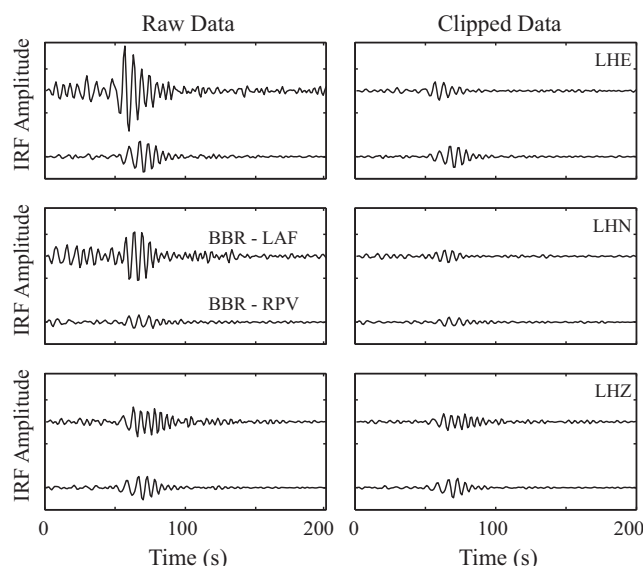 Raw Data
Clipped Data
IRF Amplitude
LHE
IRF Amplitude
BBR - LAF
BBR - RPV
LHN
IRF Amplitude
LHZ
0 100 200
0 100 200
Time (s)
Time (s)